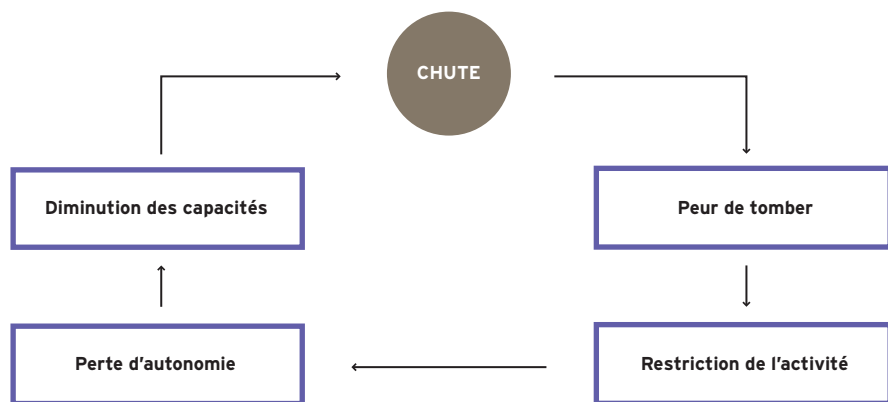 CHUTE
Peur de tomber
Restriction de l'activité
Perte d'autonomie
Diminution des capacités